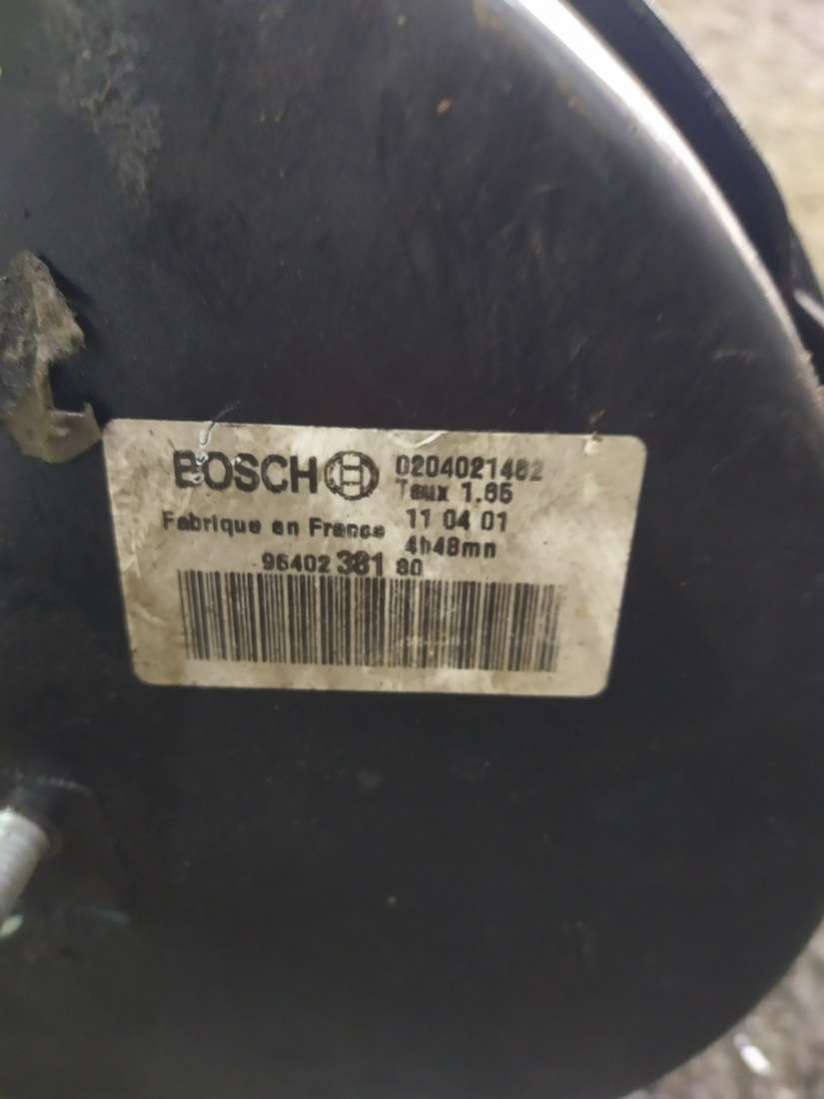 BOSCH 0204021462
Taux 1.65
Fabrique en France 11 04 01
4h48mn
96402 381 80